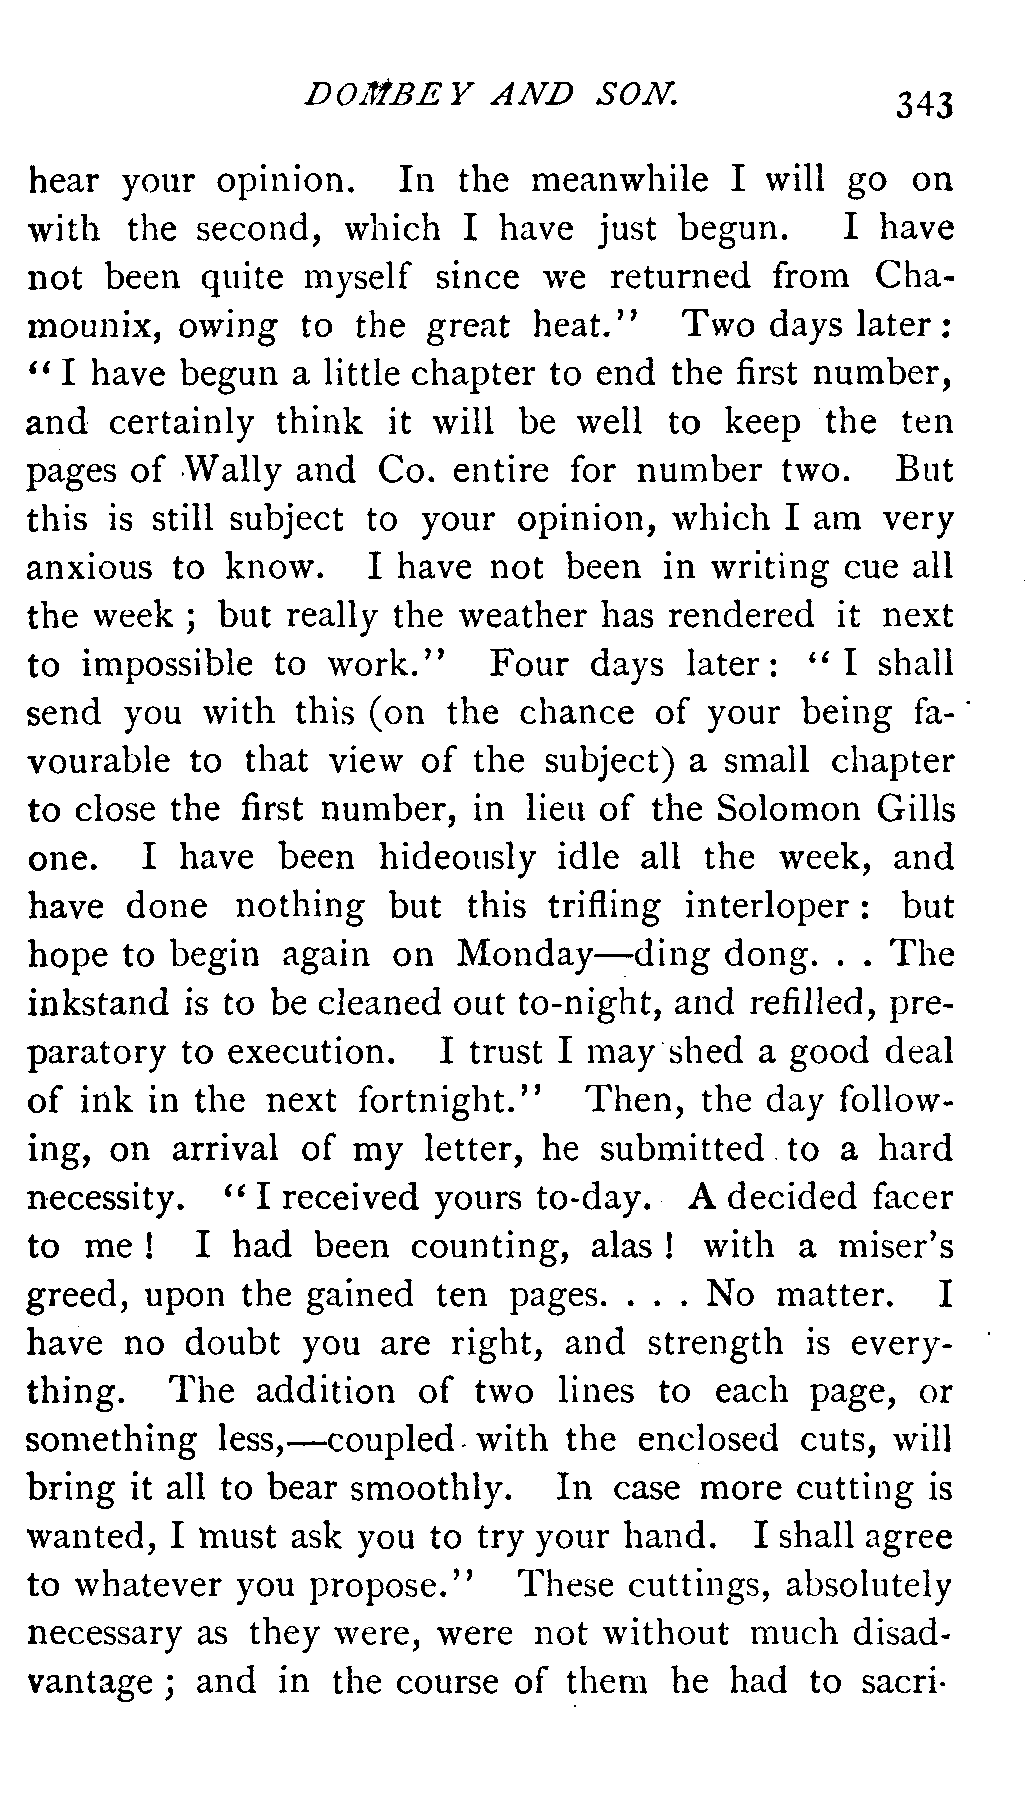 DOMBEY AND SON.
343
hear your opinion. In the meanwhile I will go on
with the second, which I have just begun. I have
not been quite myself since we returned from Cha-
mounix, owing to the great heat.” Two days later:
“I have begun a little chapter to end the first number,
and certainly think it will be well to keep the ten
pages of Wally and Co. entire for number two. But
this is still subject to your opinion, which I am very
anxious to know. I have not been in writing cue all
the week; but really the weather has rendered it next
to impossible to work.” Four days later: “I shall
send you with this (on the chance of your being fa-
vourable to that view of the subject) a small chapter
to close the first number, in lieu of the Solomon Gills
one. I have been hideously idle all the week, and
have done nothing but this trifling interloper: but
hope to begin again on Monday—ding dong. . . The
inkstand is to be cleaned out to-night, and refilled, pre-
paratory to execution. I trust I may shed a good deal
of ink in the next fortnight.” Then, the day follow-
ing, on arrival of my letter, he submitted to a hard
necessity. “I received yours to-day. A decided facer
to me! I had been counting, alas! with a miser’s
greed, upon the gained ten pages. . . . No matter. I
have no doubt you are right, and strength is every-
thing. The addition of two lines to each page, or
something less,—coupled with the enclosed cuts, will
bring it all to bear smoothly. In case more cutting is
wanted, I must ask you to try your hand. I shall agree
to whatever you propose.” These cuttings, absolutely
necessary as they were, were not without much disad-
vantage; and in the course of them he had to sacri-